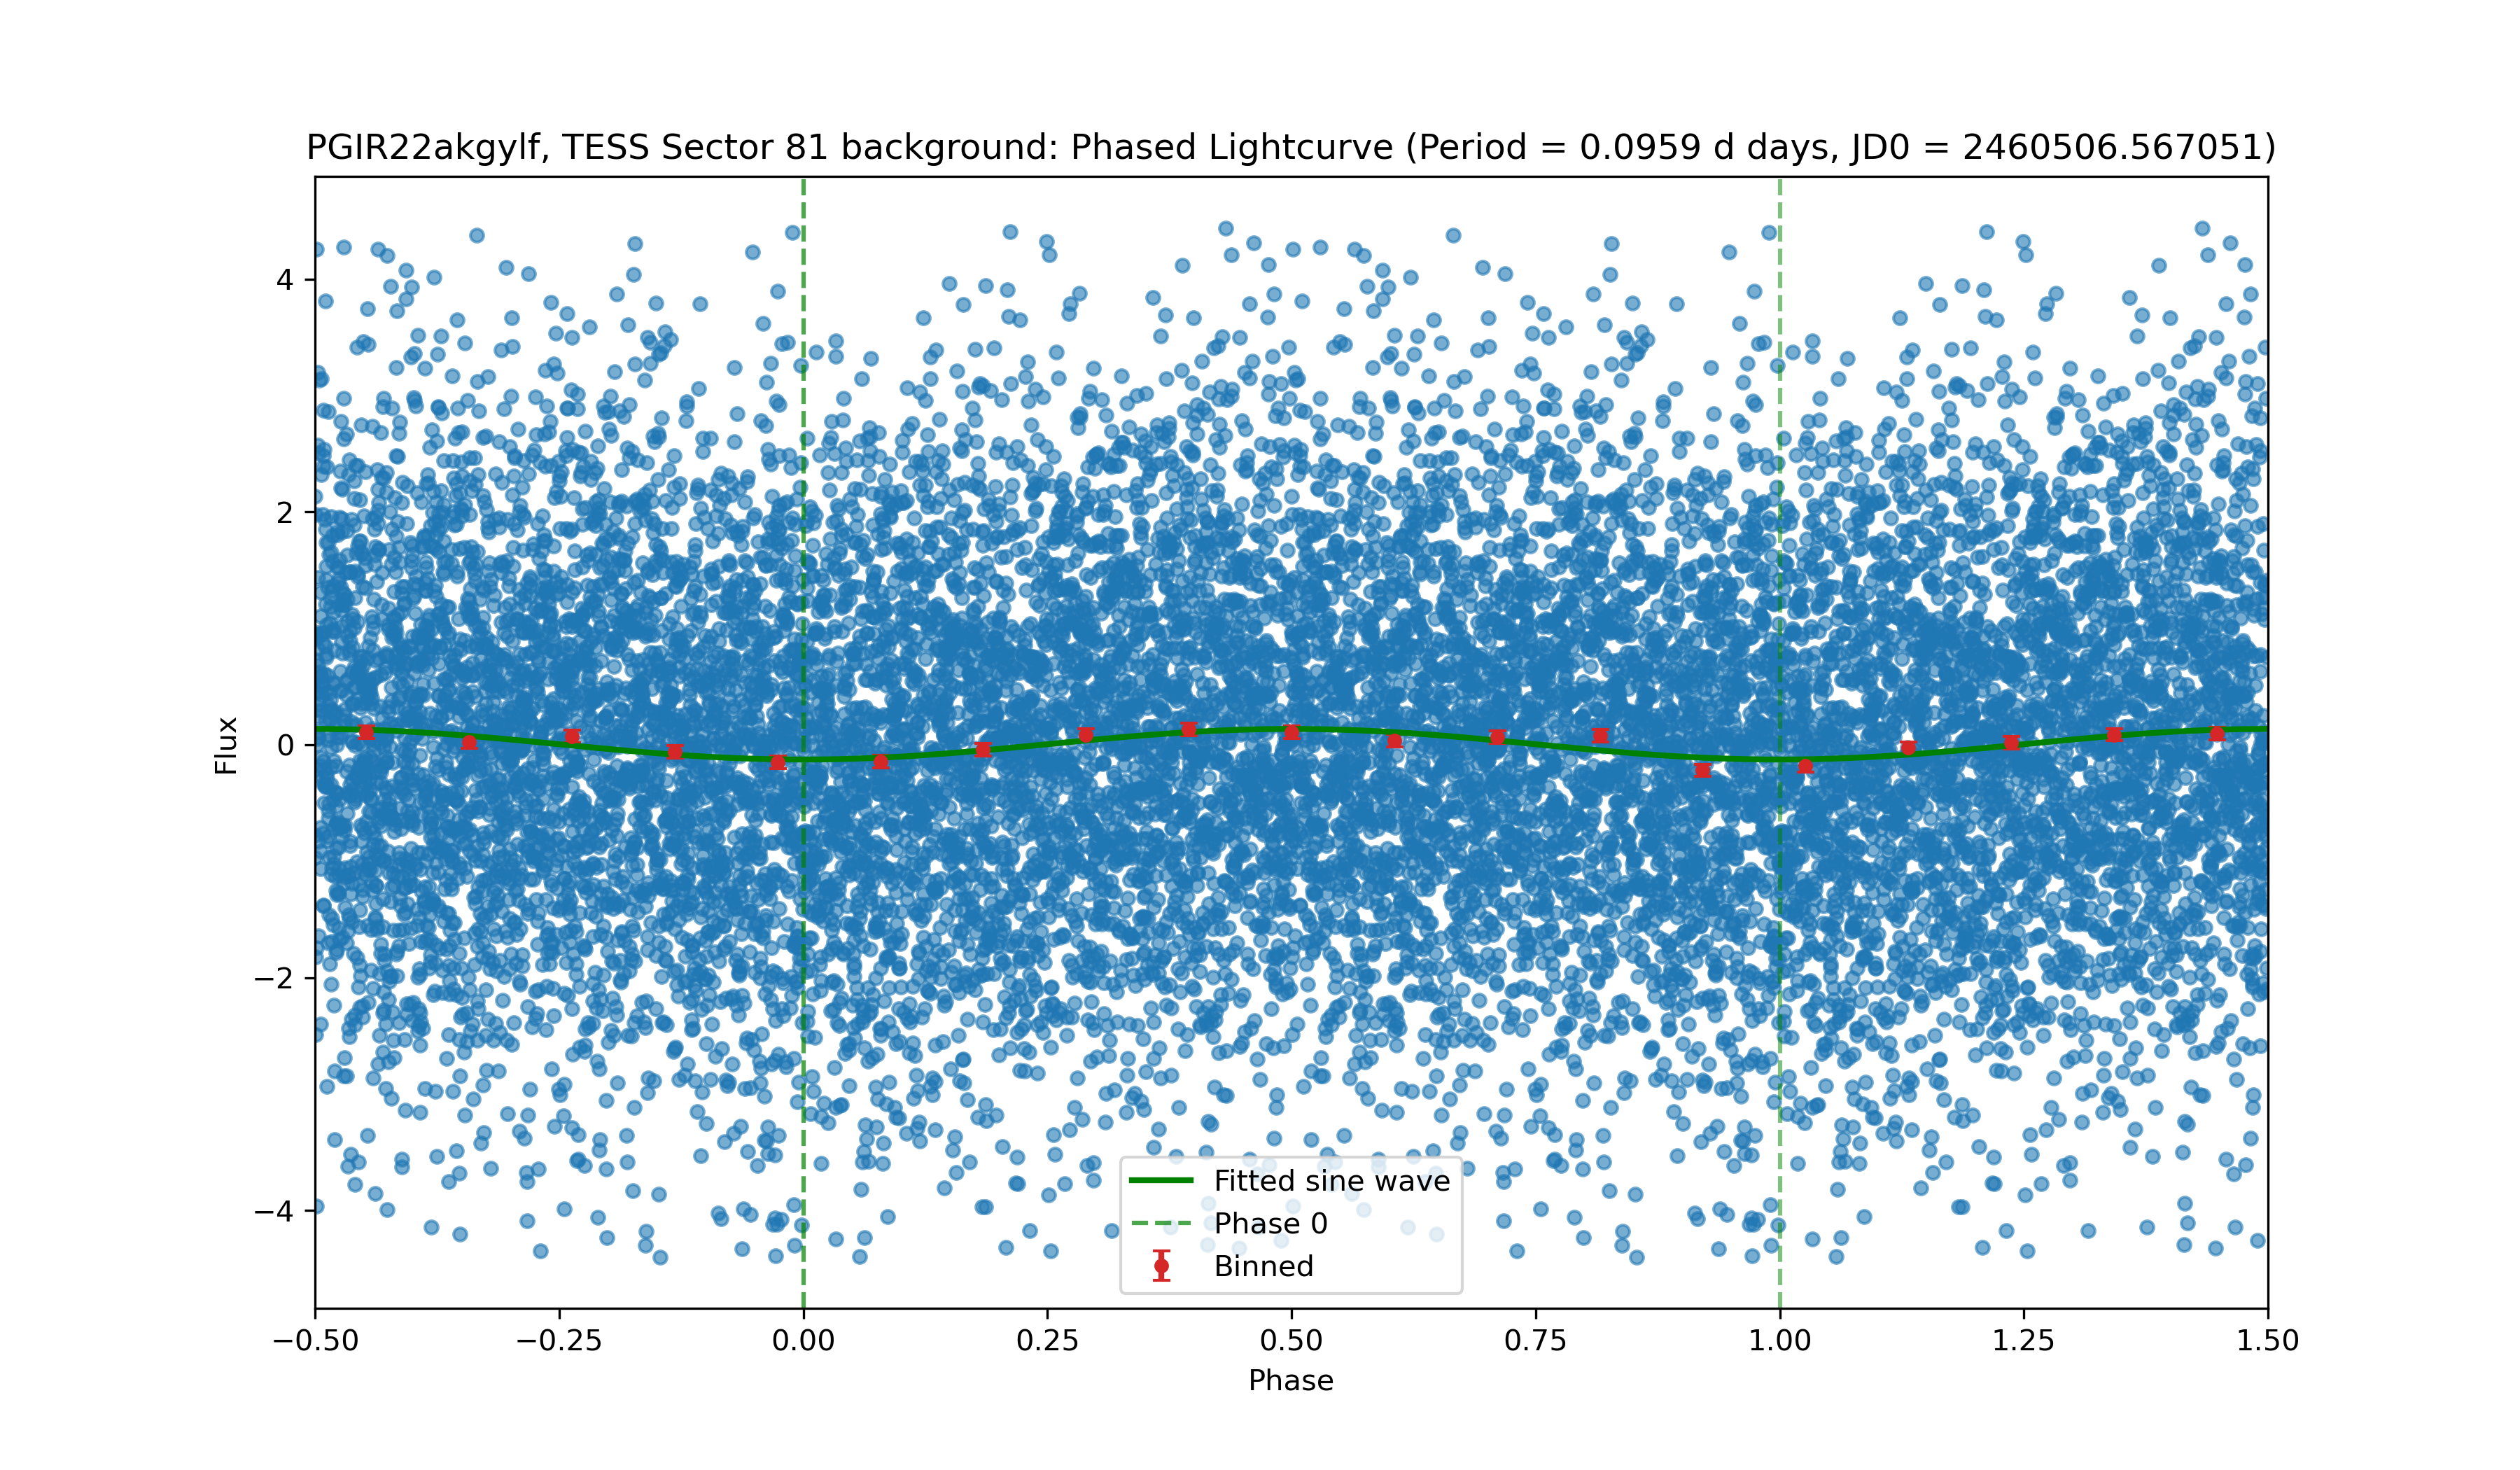 PGIR22akgylf, TESS Sector 81 background: Phased Lightcurve (Period = 0.0959 d days, JD0 = 2460506.567051)
4
2
0
−2
−4
Flux
Fitted sine wave
Phase 0
Binned
−0.50 −0.25 0.00 0.25 0.50 0.75 1.00 1.25 1.50
Phase